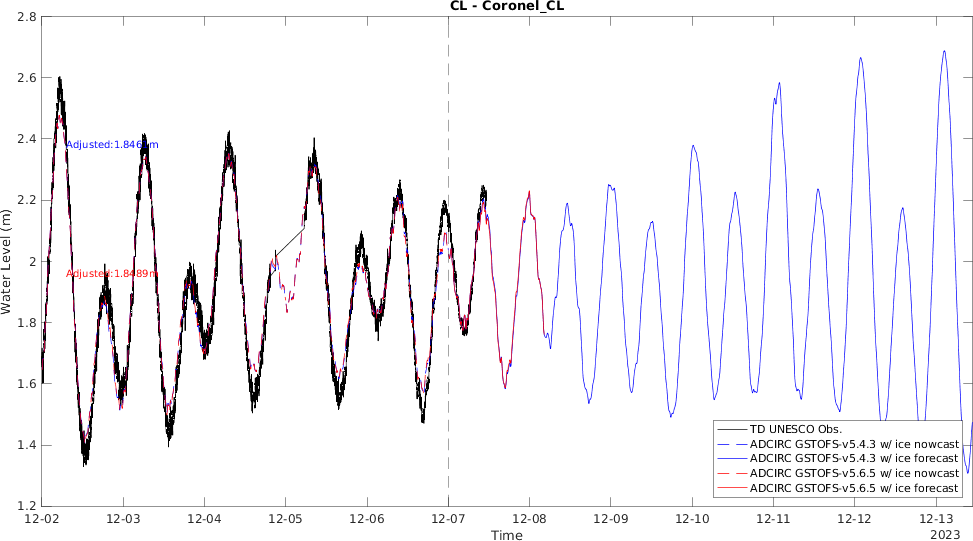 CL - Coronel_CL
2.8
2.6
2.4
2.2
2
1.8
1.6
1.4
1.2
Water Level (m)
Adjusted:1.846 m
Adjusted:1.8489m
TD UNESCO Obs.
ADCIRC GSTOFS-v5.4.3 w/ ice nowcast
ADCIRC GSTOFS-v5.4.3 w/ ice forecast
ADCIRC GSTOFS-v5.6.5 w/ ice nowcast
ADCIRC GSTOFS-v5.6.5 w/ ice forecast
12-02 12-03 12-04 12-05 12-06 12-07 12-08 12-09 12-10 12-11 12-12 12-13
Time
2023